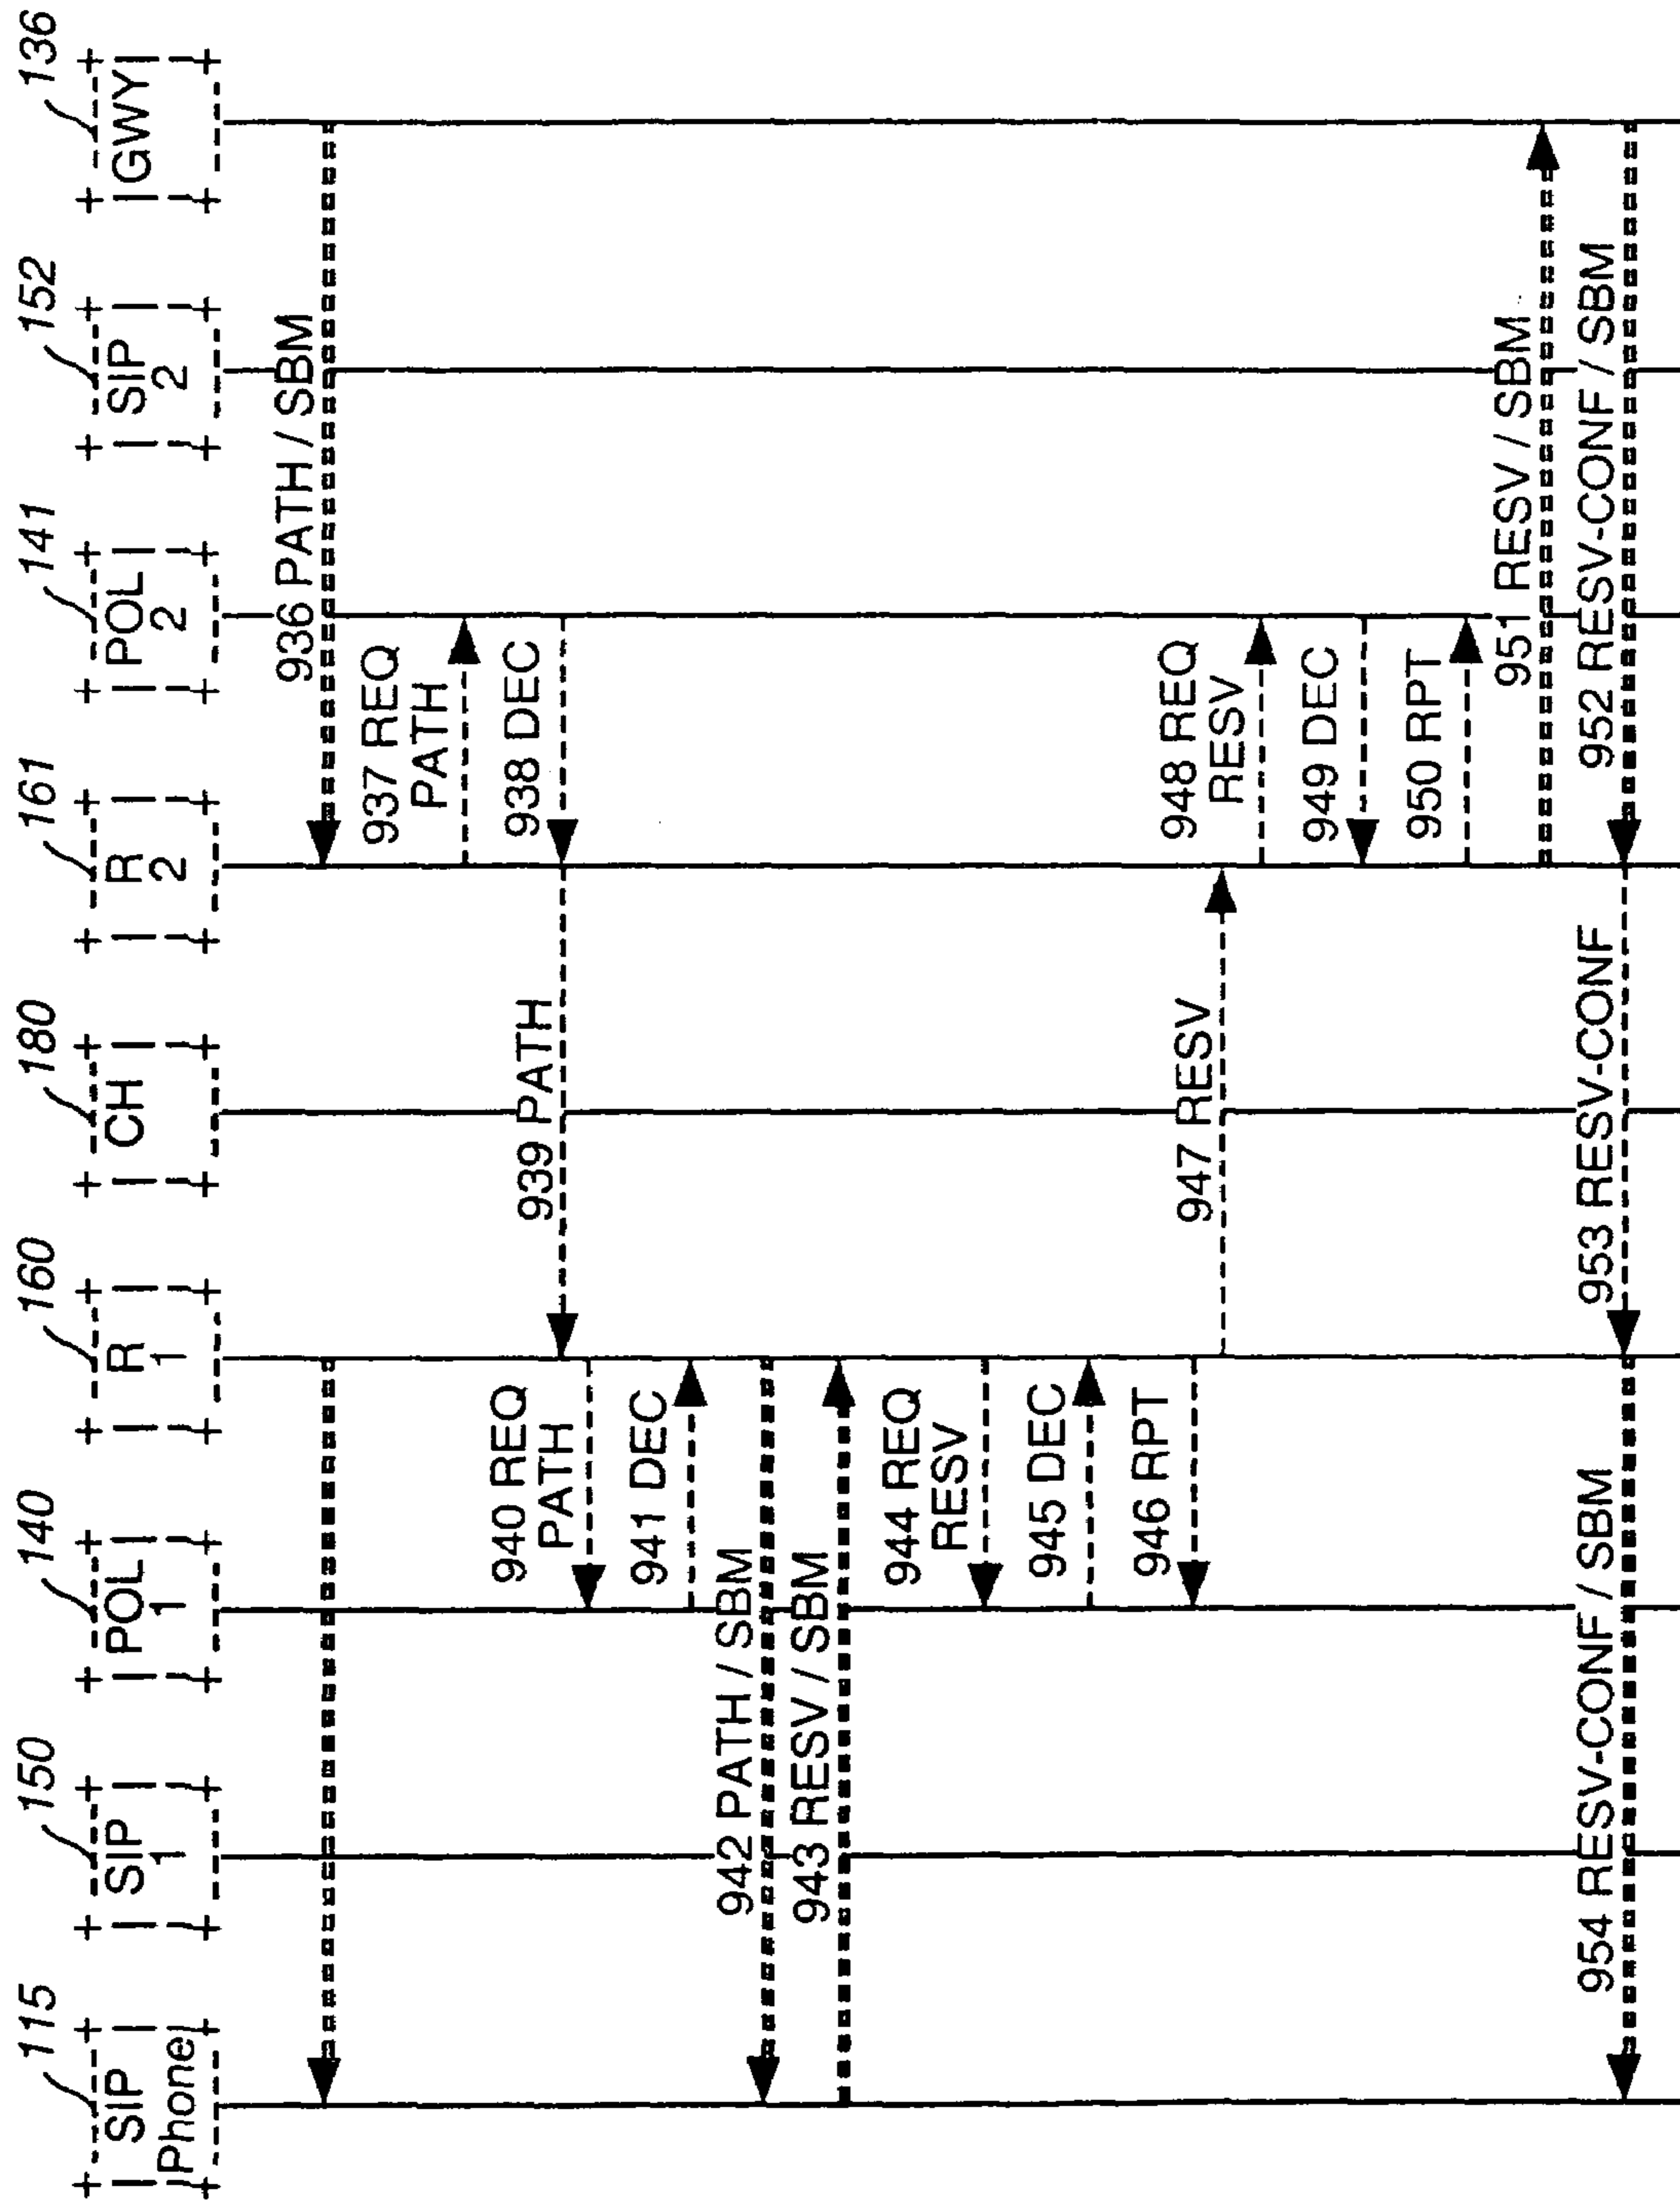 115
150
140
160
180
161
141
152
136
SIP
Phone
SIP
1
POL
1
R
1
CH
R
2
POL
2
SIP
2
GWY
936 PATH / SBM
937 REQ
PATH
938 DEC
939 PATH
940 REQ
PATH
941 DEC
942 PATH / SBM
943 RESV / SBM
944 REQ
RESV
945 DEC
946 RPT
947 RESV
948 REQ
RESV
949 DEC
950 RPT
951 RESV / SBM
952 RESV-CONF / SBM
953 RESV-CONF
954 RESV-CONF / SBM